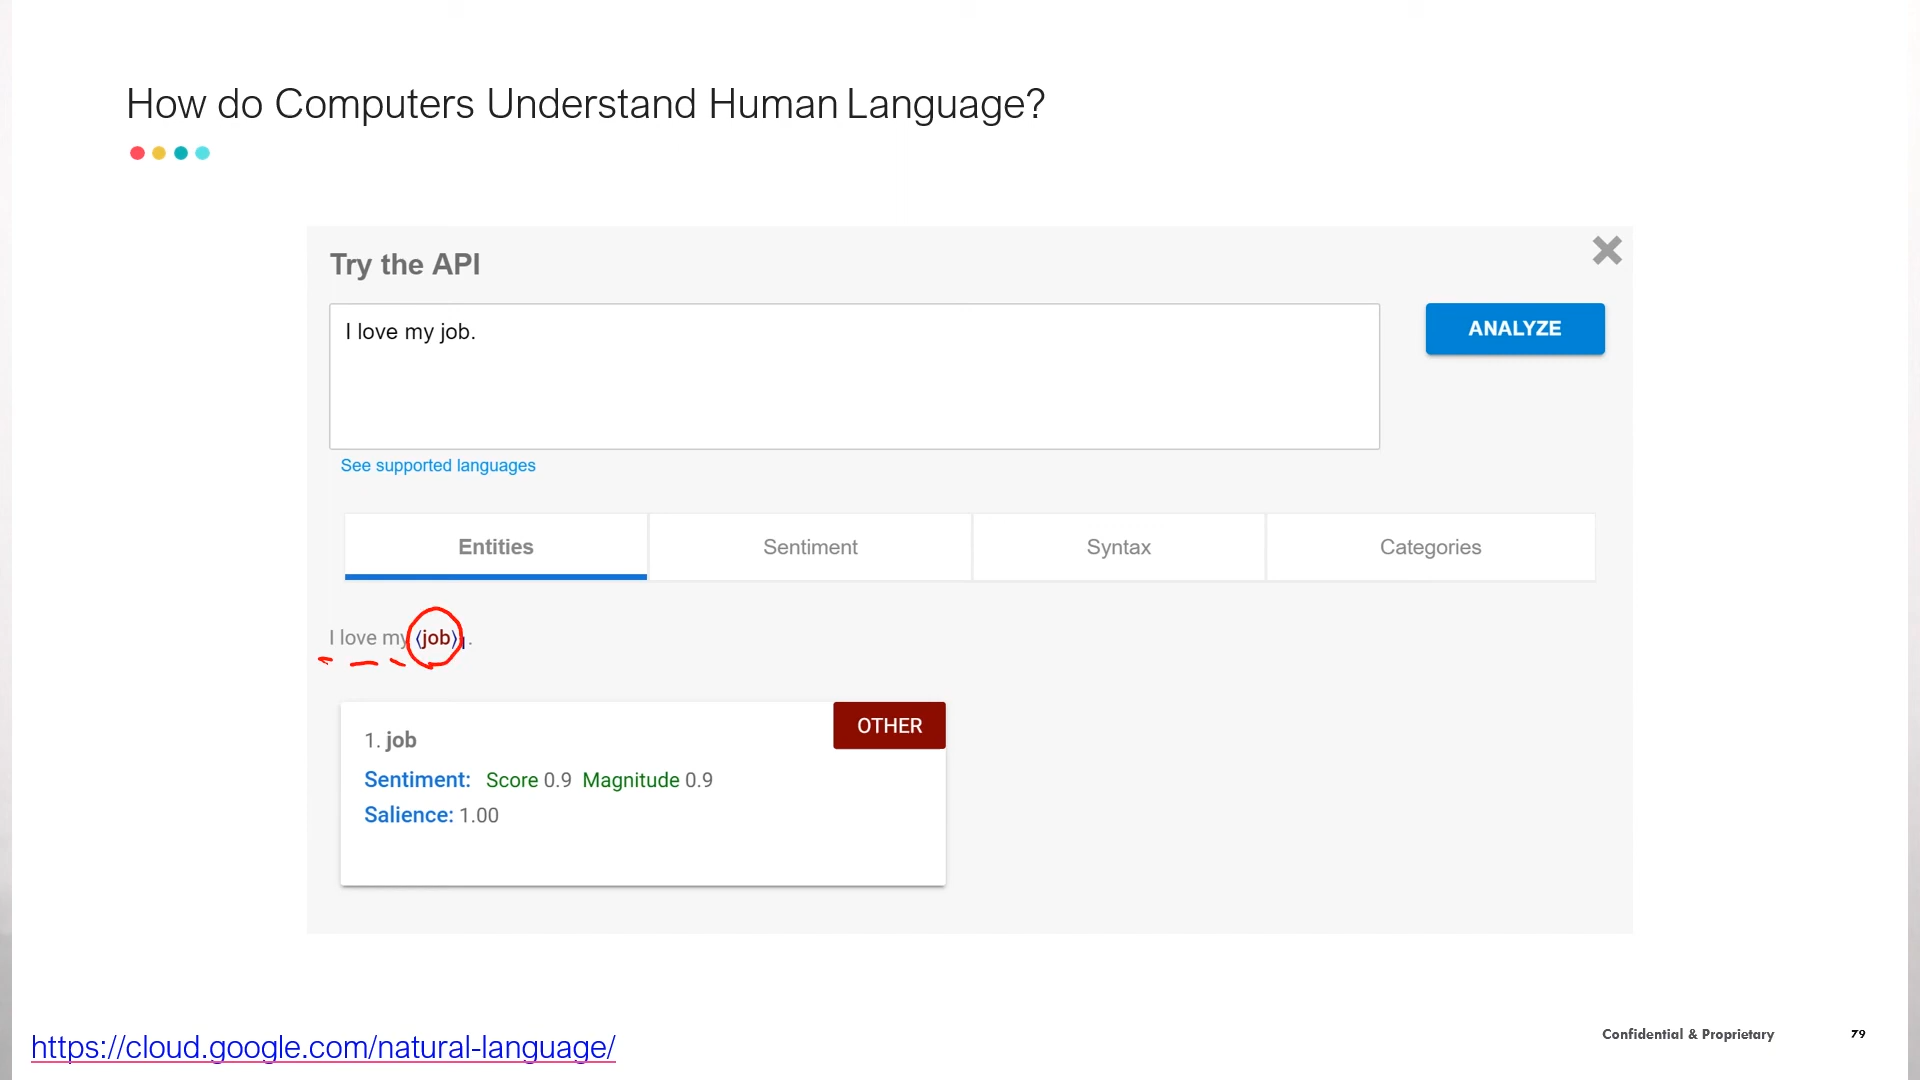 How do Computers Understand Human Language?
Try the API
I love my job.
ANALYZE
See supported languages
Entities Sentiment Syntax Categories
I love my ⟨job⟩1 .
OTHER
1. job
Sentiment: Score 0.9 Magnitude 0.9
Salience: 1.00
https://cloud.google.com/natural-language/
Confidential & Proprietary 79